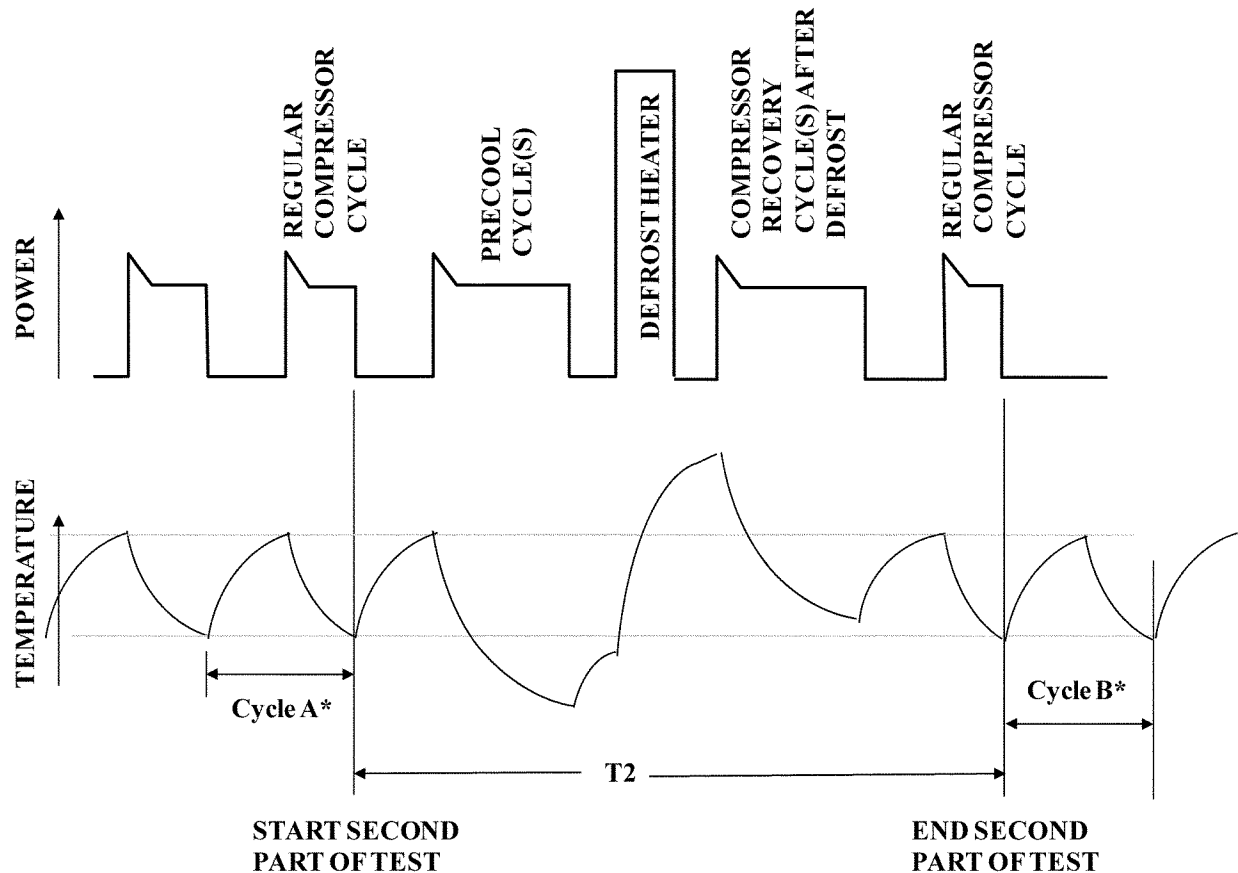 POWER
REGULAR
COMPRESSOR
CYCLE
PRECOOL
CYCLE(S)
DEFROST HEATER
COMPRESSOR
RECOVERY
CYCLE(S) AFTER
DEFROST
REGULAR
COMPRESSOR
CYCLE
TEMPERATURE
Cycle A*
Cycle B*
T2
START SECOND
PART OF TEST
END SECOND
PART OF TEST